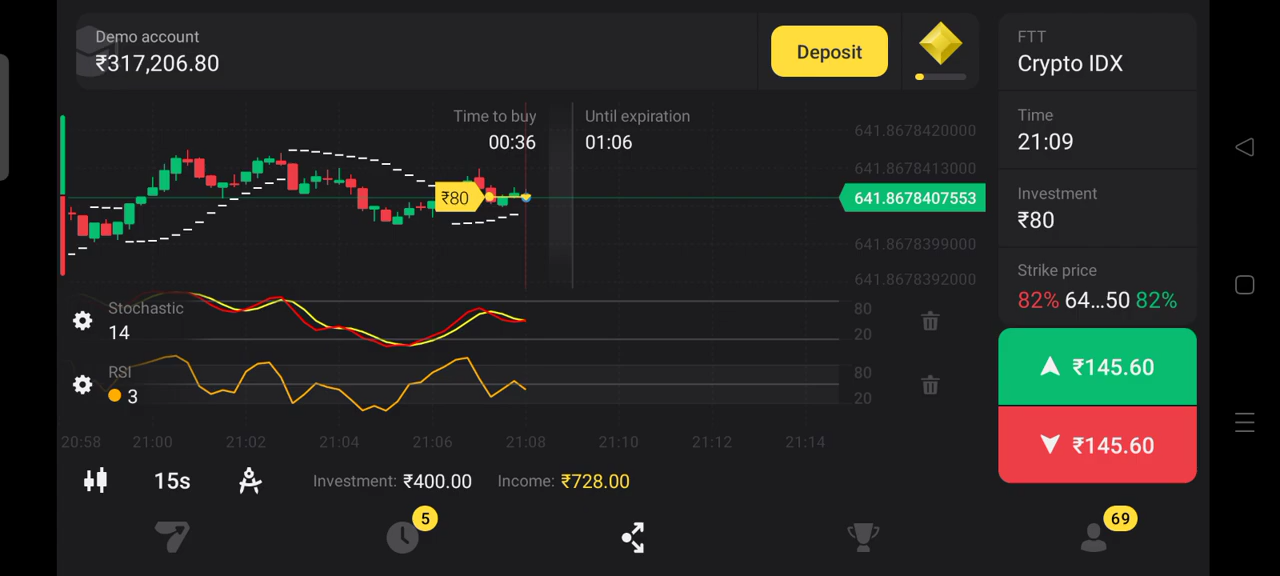 Demo account
₹317,206.80
Deposit
FTT
Crypto IDX
Time
21:09
Investment
₹80
Strike price
82% 64...50 82%
₹145.60
₹145.60
Time to buy
00:36
Until expiration
01:06
641.8678420000
641.8678413000
641.8678407553
641.8678399000
641.8678392000
₹80
Stochastic
14
80
20
RSI
3
80
20
20:58 21:00 21:02 21:04 21:06 21:08 21:10 21:12 21:14
15s
Investment: ₹400.00 Income: ₹728.00
5
69